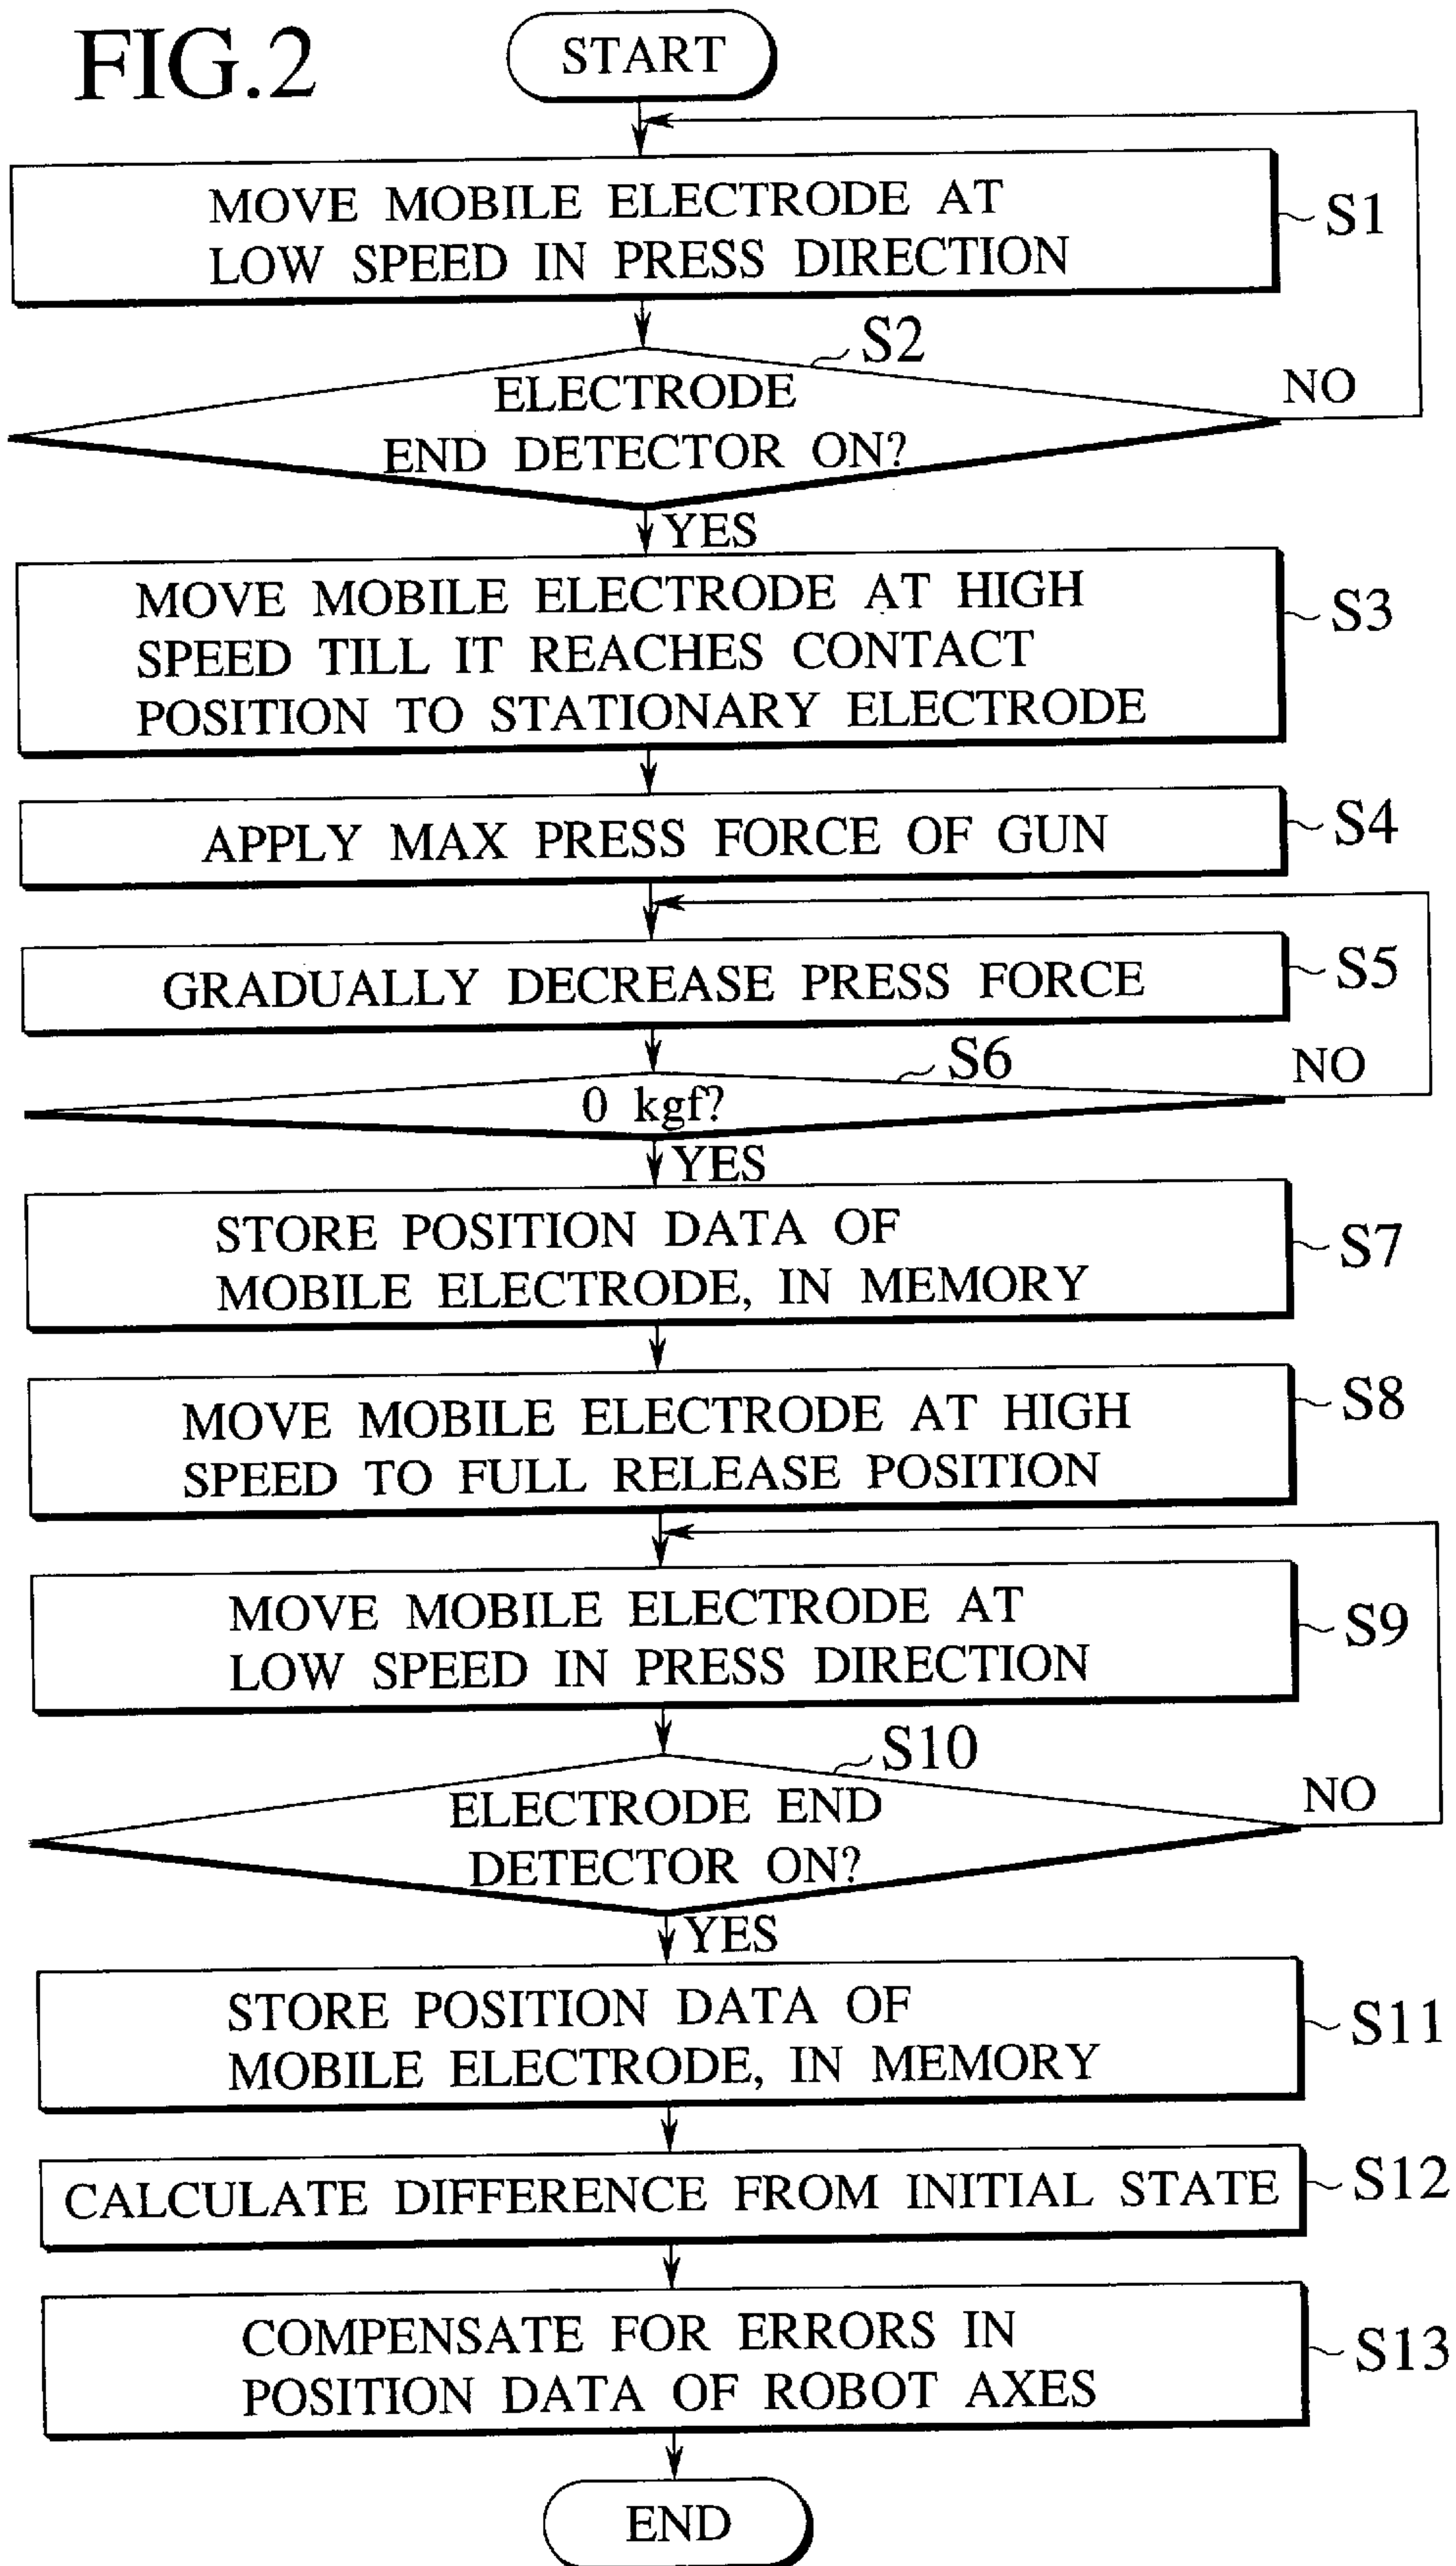 FIG.2
START
MOVE MOBILE ELECTRODE AT
LOW SPEED IN PRESS DIRECTION
S1
S2
ELECTRODE
END DETECTOR ON?
NO
YES
MOVE MOBILE ELECTRODE AT HIGH
SPEED TILL IT REACHES CONTACT
POSITION TO STATIONARY ELECTRODE
S3
APPLY MAX PRESS FORCE OF GUN
S4
GRADUALLY DECREASE PRESS FORCE
S5
S6
0 kgf?
NO
YES
STORE POSITION DATA OF
MOBILE ELECTRODE, IN MEMORY
S7
MOVE MOBILE ELECTRODE AT HIGH
SPEED TO FULL RELEASE POSITION
S8
MOVE MOBILE ELECTRODE AT
LOW SPEED IN PRESS DIRECTION
S9
S10
ELECTRODE END
DETECTOR ON?
NO
YES
STORE POSITION DATA OF
MOBILE ELECTRODE, IN MEMORY
S11
CALCULATE DIFFERENCE FROM INITIAL STATE
S12
COMPENSATE FOR ERRORS IN
POSITION DATA OF ROBOT AXES
S13
END